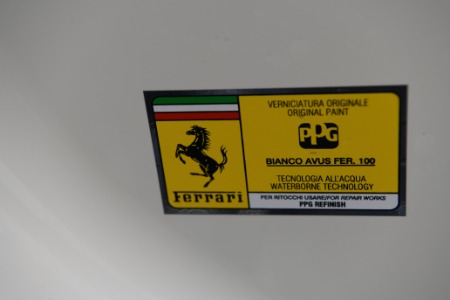 VERNICIATURA ORIGINALE
ORIGINAL PAINT
PPG
BIANCO AVUS FER. 100
TECNOLOGIA ALL'ACQUA
WATERBORNE TECHNOLOGY
PER RITOCCHI USARE/FOR REPAIR WORKS
PPG REFINISH
Ferrari